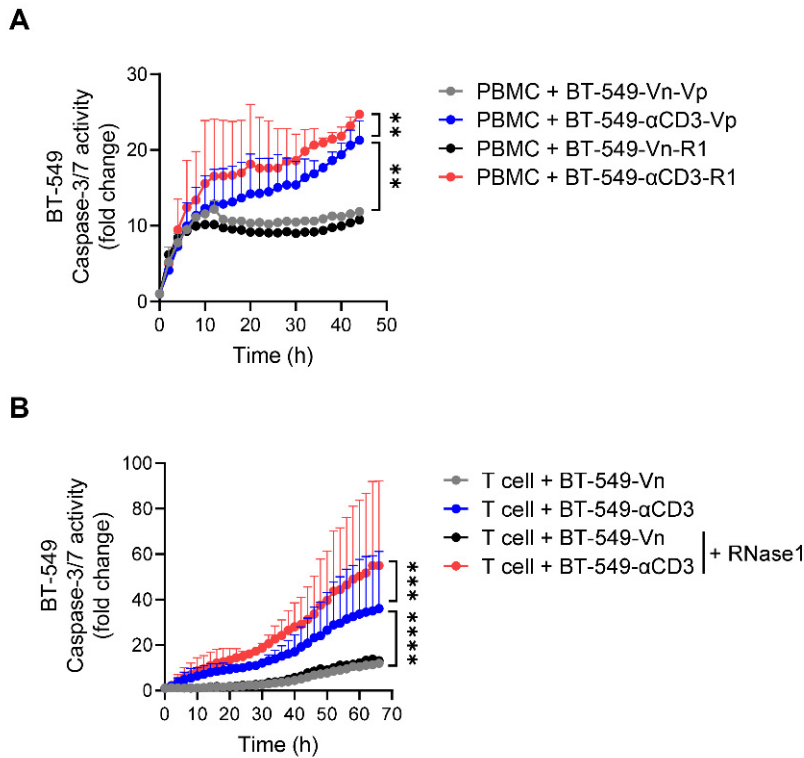 A
BT-549
Caspase-3/7 activity
(fold change)
30
20
10
0
0 10 20 30 40 50
Time (h)
**
**
PBMC + BT-549-Vn-Vp
PBMC + BT-549-αCD3-Vp
PBMC + BT-549-Vn-R1
PBMC + BT-549-αCD3-R1
B
BT-549
Caspase-3/7 activity
(fold change)
100
80
60
40
20
0
0 10 20 30 40 50 60 70
Time (h)
***
****
T cell + BT-549-Vn
T cell + BT-549-αCD3
T cell + BT-549-Vn
T cell + BT-549-αCD3
+ RNase1